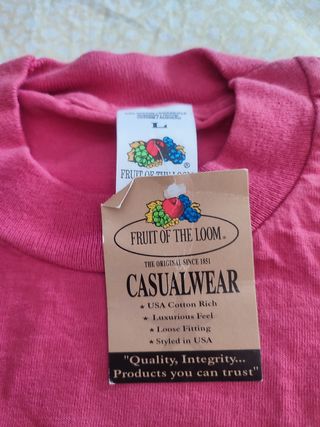 L
FRUIT OF THE LOOM
®
FRUIT OF THE LOOM®
THE ORIGINAL SINCE 1851
CASUALWEAR
★ USA Cotton Rich
★ Luxurious Feel
★ Loose Fitting
★ Styled in USA
"Quality, Integrity...
Products you can trust"